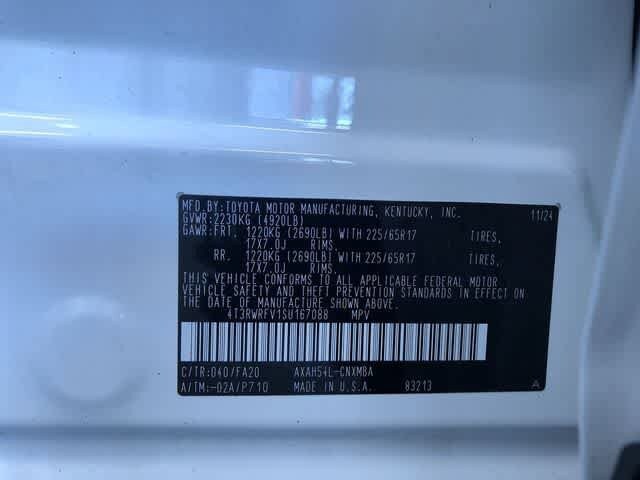 MFD.BY:TOYOTA MOTOR MANUFACTURING, KENTUCKY, INC. 11/24
GVWR:2230KG (4920LB)
GAWR:FRT. 1220KG (2690LB) WITH 225/65R17 TIRES,
17X7.0J RIMS.
RR. 1220KG (2690LB) WITH 225/65R17 TIRES,
17X7.0J RIMS.
THIS VEHICLE CONFORMS TO ALL APPLICABLE FEDERAL MOTOR
VEHICLE SAFETY AND THEFT PREVENTION STANDARDS IN EFFECT ON
THE DATE OF MANUFACTURE SHOWN ABOVE.
4T3RWRFV1SU167088 MPV
C/TR:040/FA20 AXAH54L-CNXMBA
A/TM:-02A/P710 MADE IN U.S.A. 83213 A